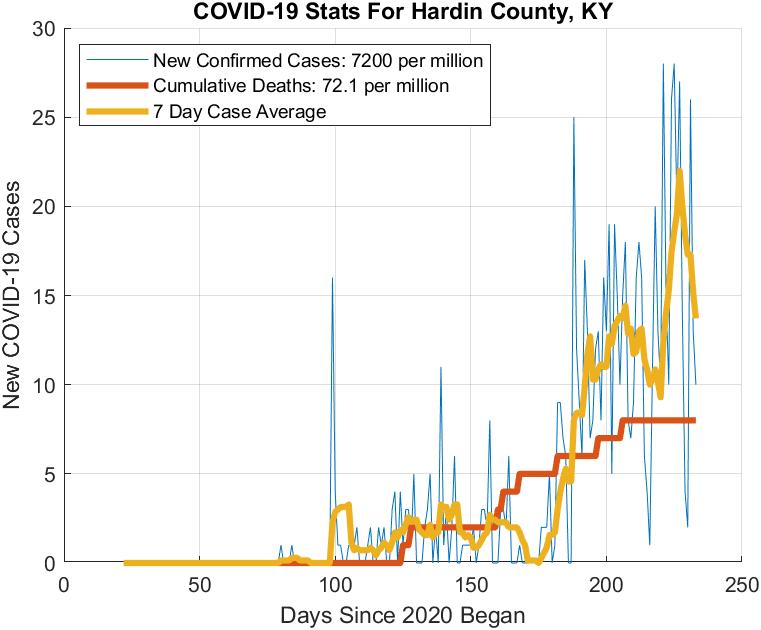 COVID-19 Stats For Hardin County, KY
New Confirmed Cases: 7200 per million
Cumulative Deaths: 72.1 per million
7 Day Case Average
New COVID-19 Cases
30
25
20
15
10
5
0
0 50 100 150 200 250
Days Since 2020 Began